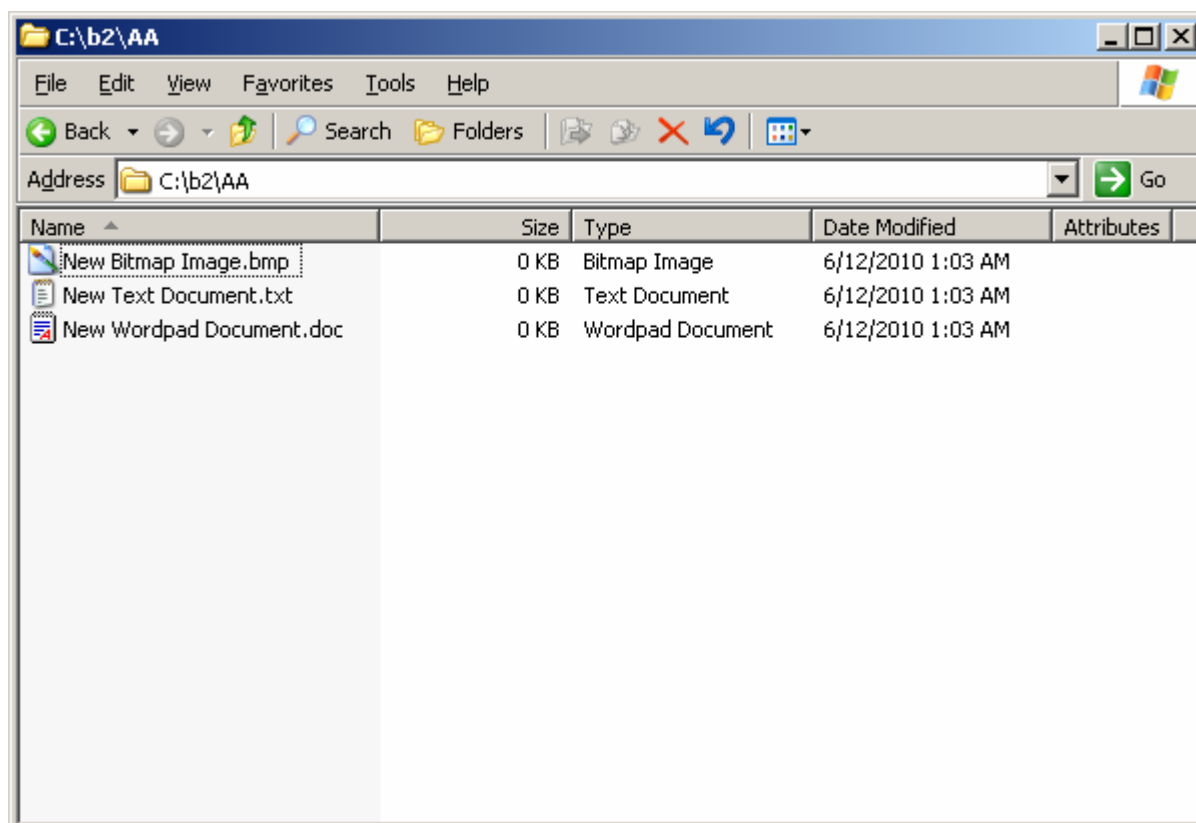 C:\b2\AA
File Edit View Favorites Tools Help
Back Search Folders
Address C:\b2\AA Go
Name Size Type Date Modified Attributes
New Bitmap Image.bmp 0 KB Bitmap Image 6/12/2010 1:03 AM
New Text Document.txt 0 KB Text Document 6/12/2010 1:03 AM
New Wordpad Document.doc 0 KB Wordpad Document 6/12/2010 1:03 AM